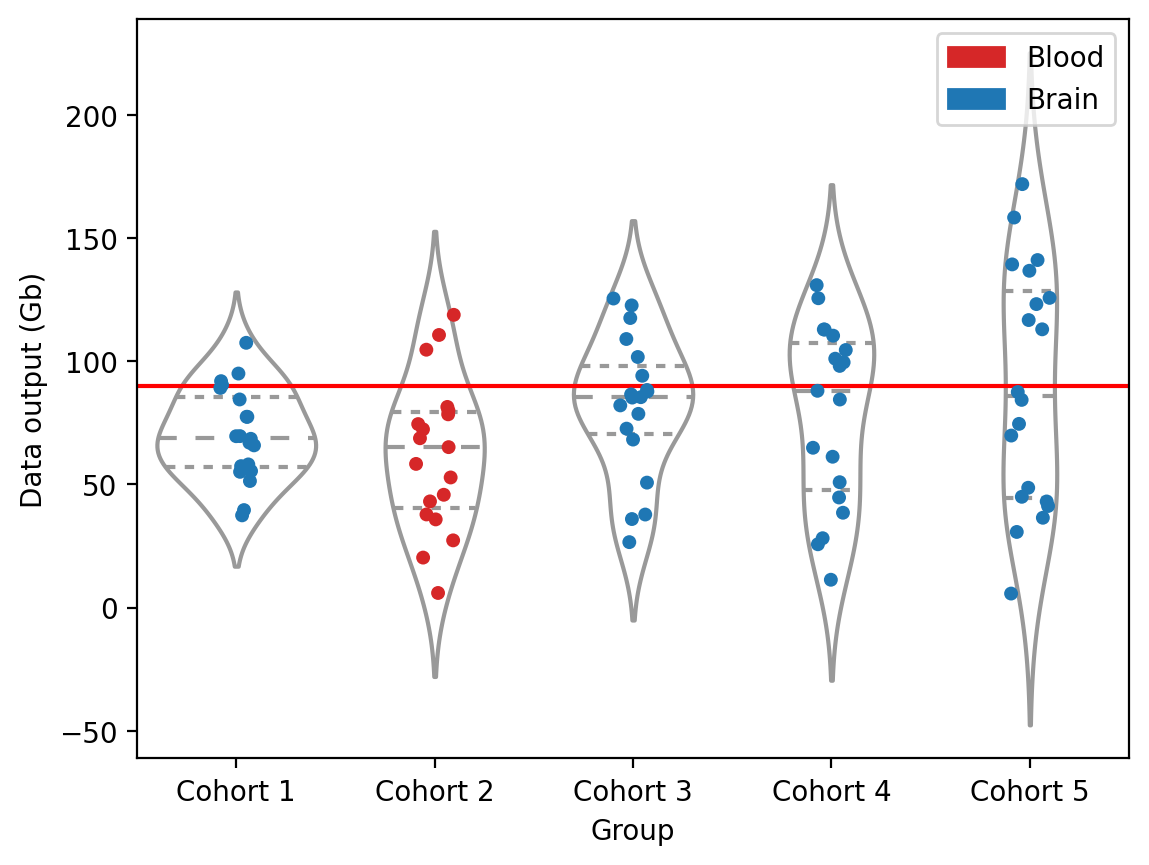 Blood
Brain
Data output (Gb)
200
150
100
50
0
−50
Cohort 1
Cohort 2
Cohort 3
Cohort 4
Cohort 5
Group